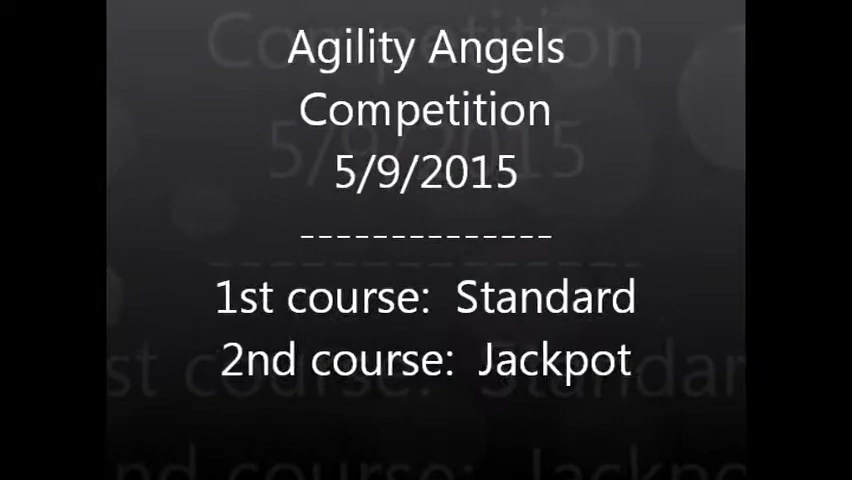 Agility Angels
Competition
5/9/2015
--------------
1st course:  Standard
2nd course:  Jackpot